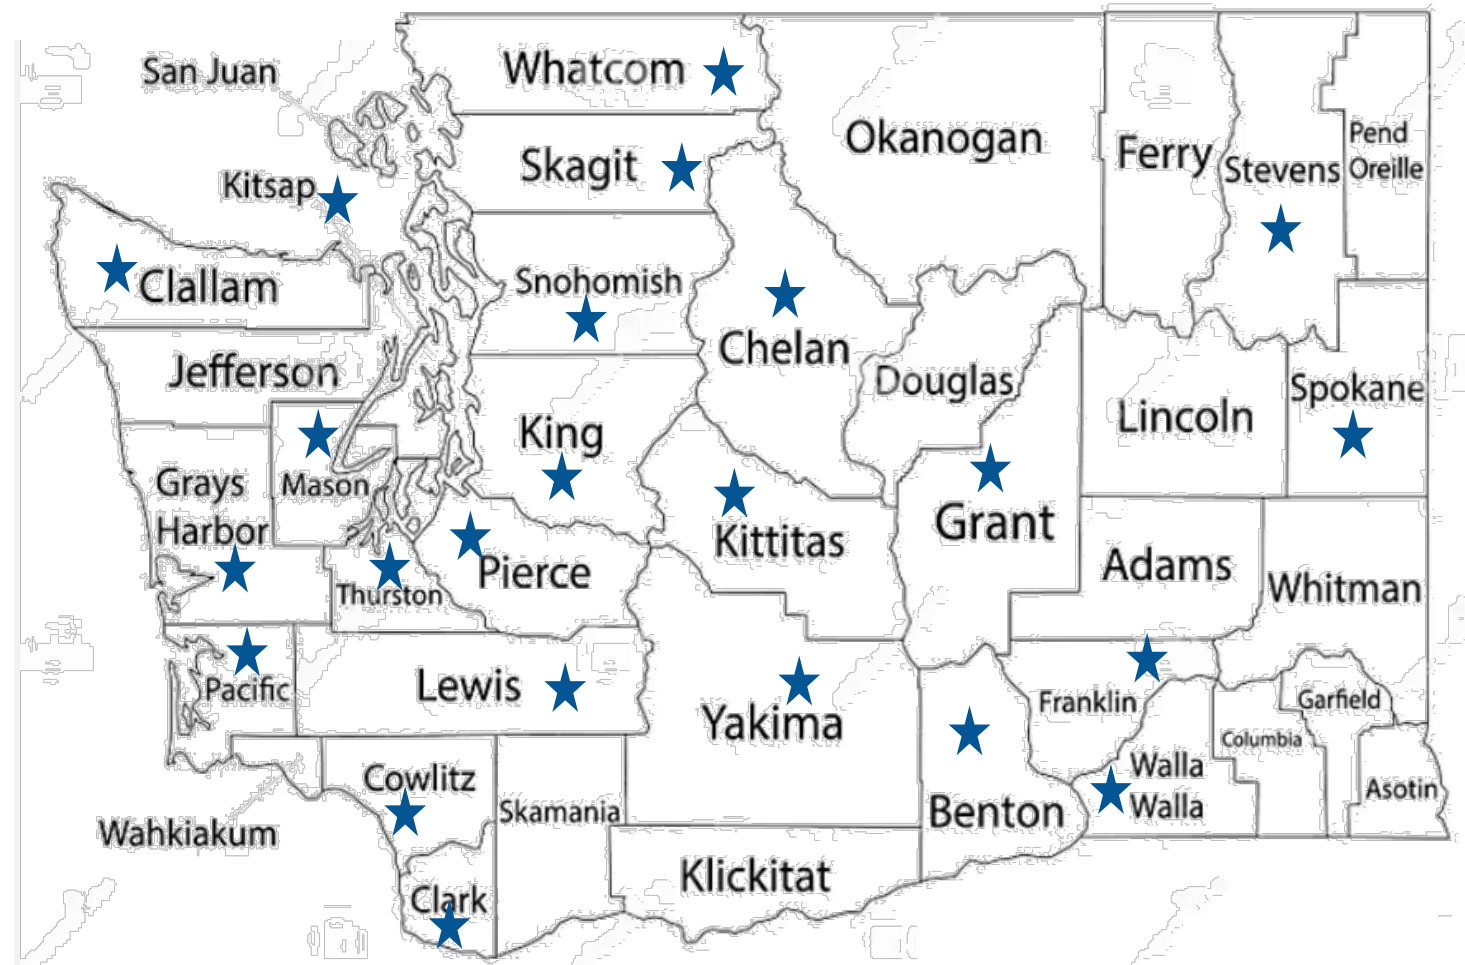 San Juan
Whatcom
Okanogan
Ferry
Pend
Oreille
Stevens
Skagit
Kitsap
Clallam
Snohomish
Chelan
Jefferson
Douglas
Lincoln
Spokane
King
Grays
Harbor
Mason
Kittitas
Grant
Adams
Whitman
Pierce
Thurston
Pacific
Lewis
Yakima
Franklin
Garfield
Columbia
Walla
Walla
Asotin
Cowlitz
Skamania
Benton
Wahkiakum
Klickitat
Clark